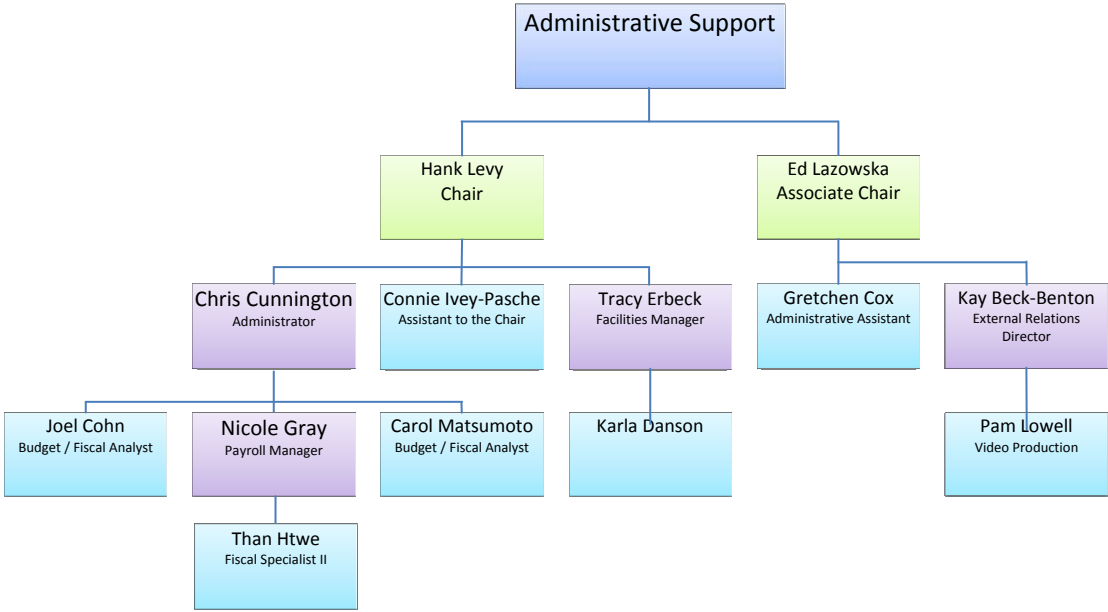 Administrative Support
Hank Levy
Chair
Ed Lazowska
Associate Chair
Chris Cunnington
Administrator
Connie Ivey-Pasche
Assistant to the Chair
Tracy Erbeck
Facilities Manager
Gretchen Cox
Administrative Assistant
Kay Beck-Benton
External Relations
Director
Joel Cohn
Budget / Fiscal Analyst
Nicole Gray
Payroll Manager
Carol Matsumoto
Budget / Fiscal Analyst
Karla Danson
Pam Lowell
Video Production
Than Htwe
Fiscal Specialist II